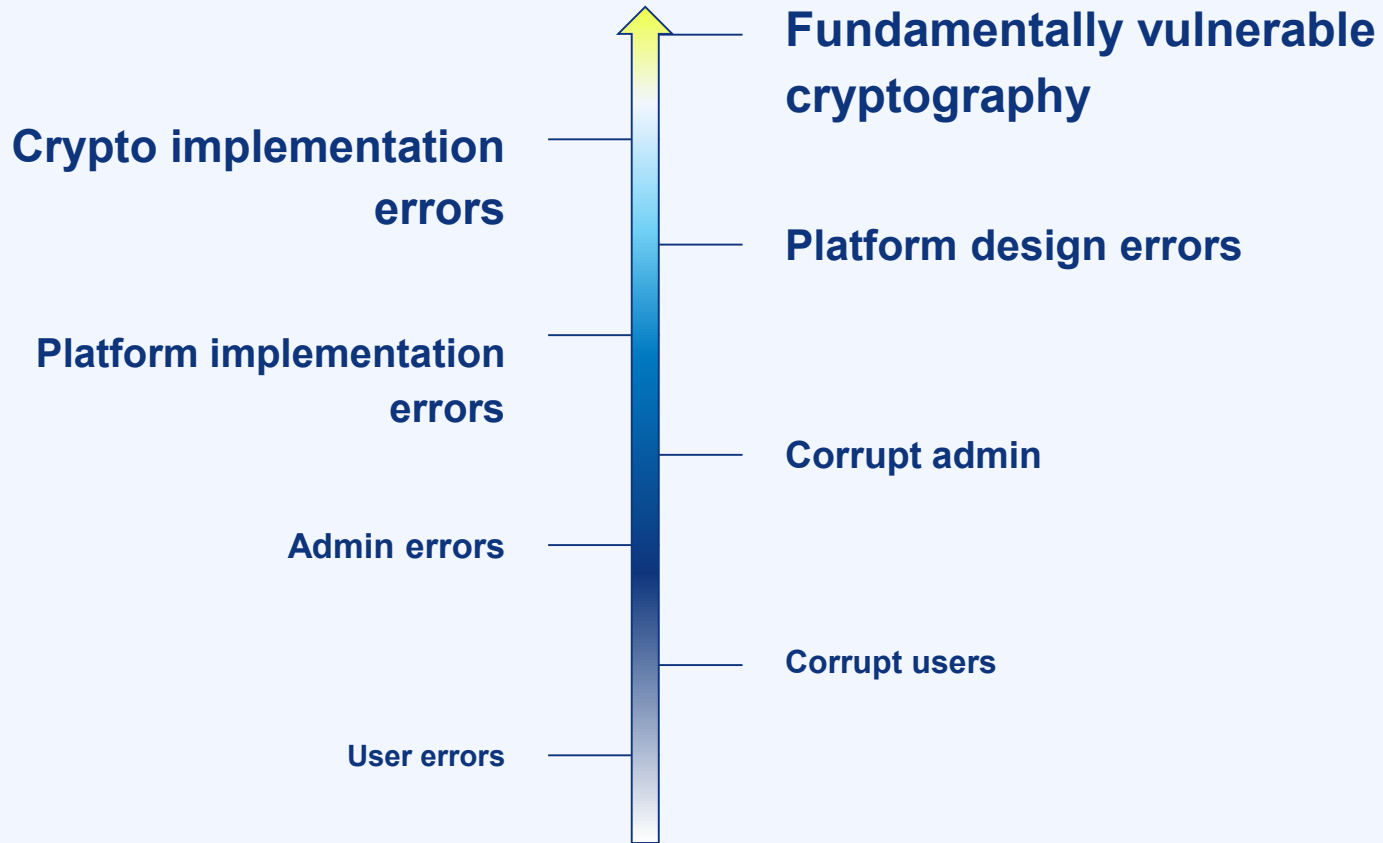 Fundamentally vulnerable
cryptography
Crypto implementation
errors
Platform design errors
Platform implementation
errors
Corrupt admin
Admin errors
Corrupt users
User errors